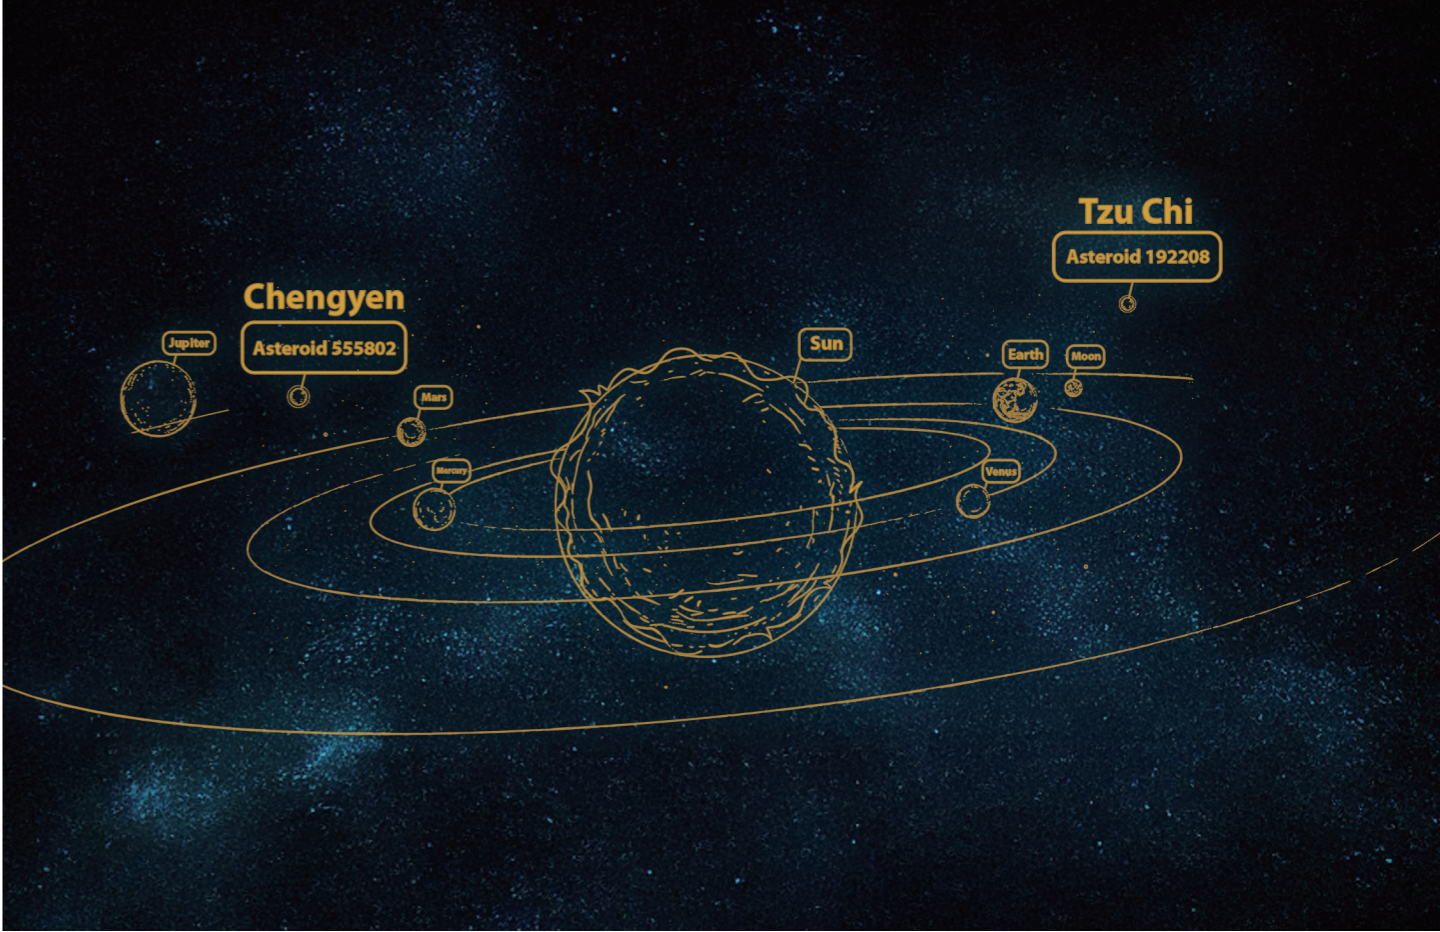 Tzu Chi
Asteroid 192208
Chengyen
Asteroid 555802
Jupiter
Sun
Earth
Moon
Mars
Mercury
Venus